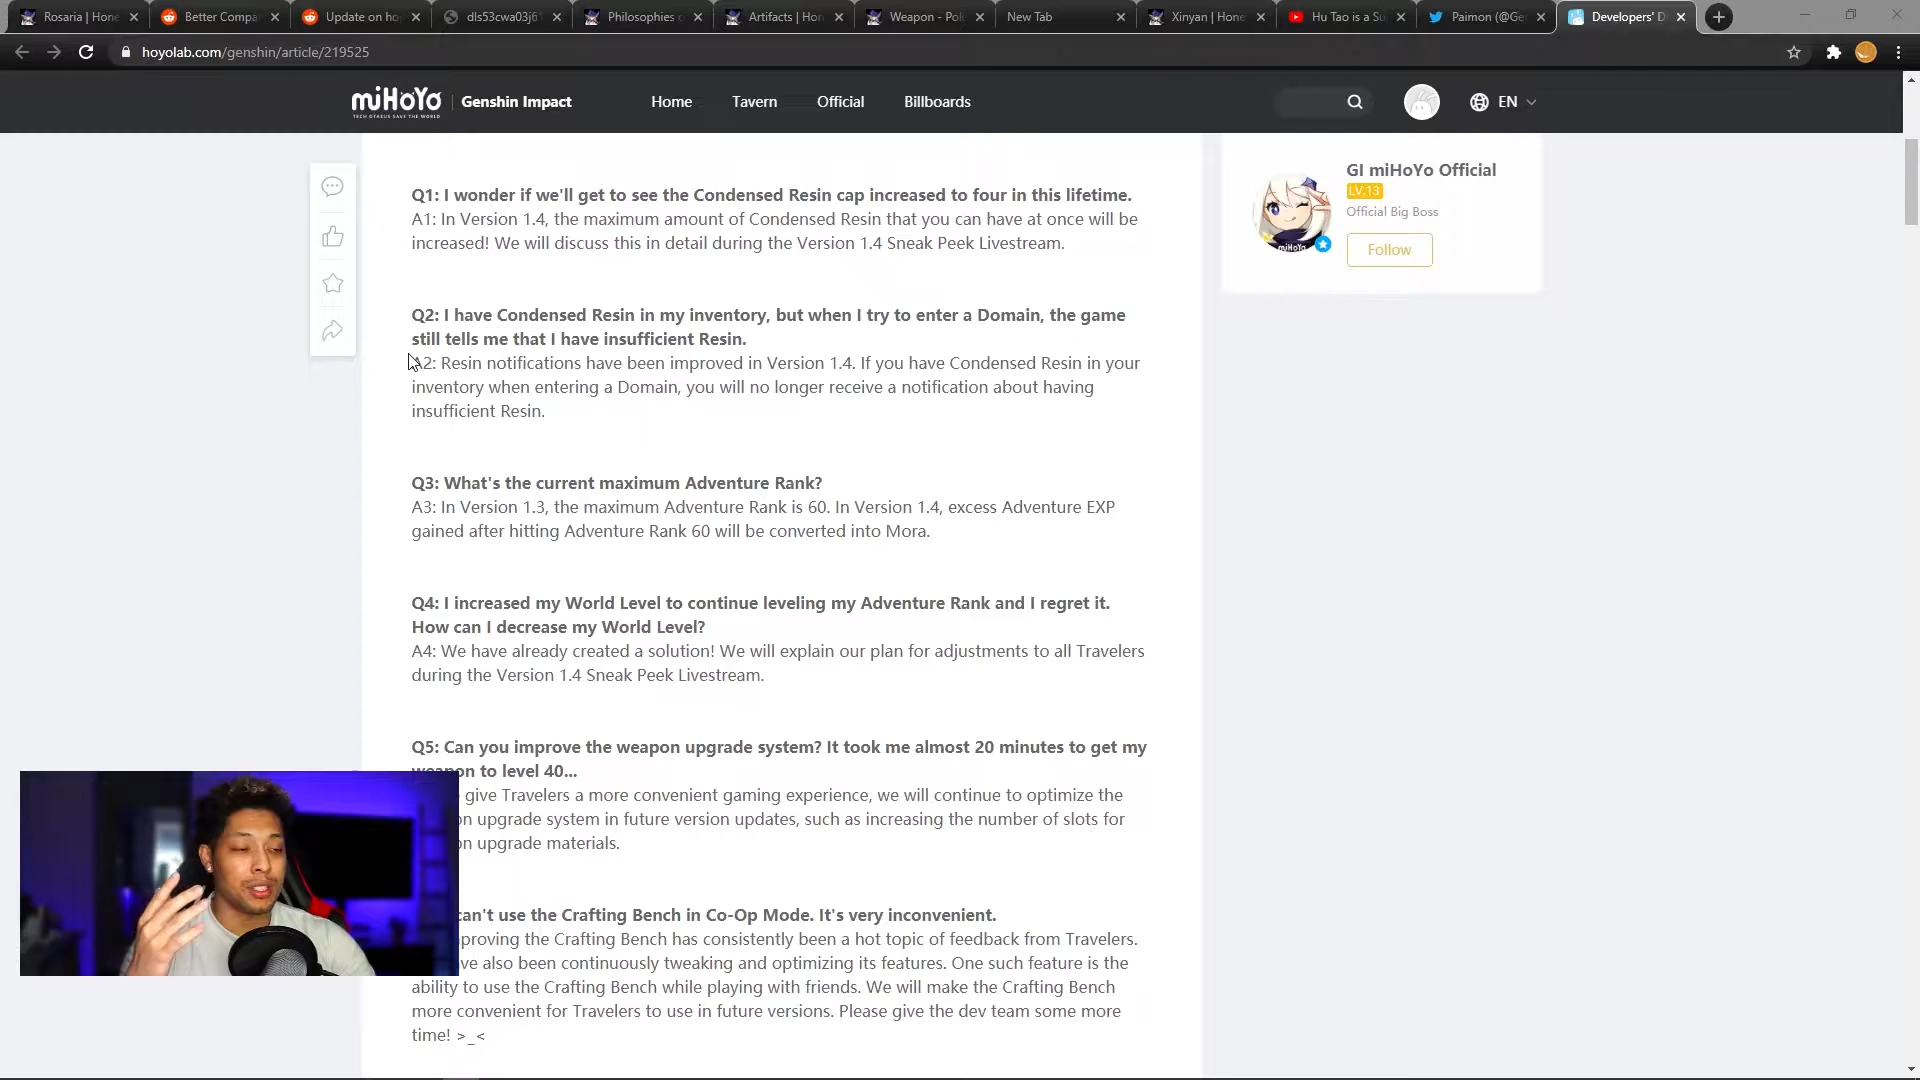 Rosaria | Hone
Better Compa
Update on ho
dls53cwa03j6
Philosophies o
Artifacts | Hon
Weapon - Pol
New Tab
Xinyan | Hone
Hu Tao is a Su
Paimon (@Ge
Developers' D
hoyolab.com/genshin/article/219525
miHoYo
TECH OTAKUS SAVE THE WORLD
Genshin Impact
Home
Tavern
Official
Billboards
EN
Q1: I wonder if we'll get to see the Condensed Resin cap increased to four in this lifetime.
A1: In Version 1.4, the maximum amount of Condensed Resin that you can have at once will be
increased! We will discuss this in detail during the Version 1.4 Sneak Peek Livestream.
Q2: I have Condensed Resin in my inventory, but when I try to enter a Domain, the game
still tells me that I have insufficient Resin.
A2: Resin notifications have been improved in Version 1.4. If you have Condensed Resin in your
inventory when entering a Domain, you will no longer receive a notification about having
insufficient Resin.
Q3: What's the current maximum Adventure Rank?
A3: In Version 1.3, the maximum Adventure Rank is 60. In Version 1.4, excess Adventure EXP
gained after hitting Adventure Rank 60 will be converted into Mora.
Q4: I increased my World Level to continue leveling my Adventure Rank and I regret it.
How can I decrease my World Level?
A4: We have already created a solution! We will explain our plan for adjustments to all Travelers
during the Version 1.4 Sneak Peek Livestream.
Q5: Can you improve the weapon upgrade system? It took me almost 20 minutes to get my
weapon to level 40...
give Travelers a more convenient gaming experience, we will continue to optimize the
on upgrade system in future version updates, such as increasing the number of slots for
on upgrade materials.
can't use the Crafting Bench in Co-Op Mode. It's very inconvenient.
proving the Crafting Bench has consistently been a hot topic of feedback from Travelers.
ve also been continuously tweaking and optimizing its features. One such feature is the
ability to use the Crafting Bench while playing with friends. We will make the Crafting Bench
more convenient for Travelers to use in future versions. Please give the dev team some more
time! >_<
GI miHoYo Official
LV.13
Official Big Boss
miHoYo
Follow